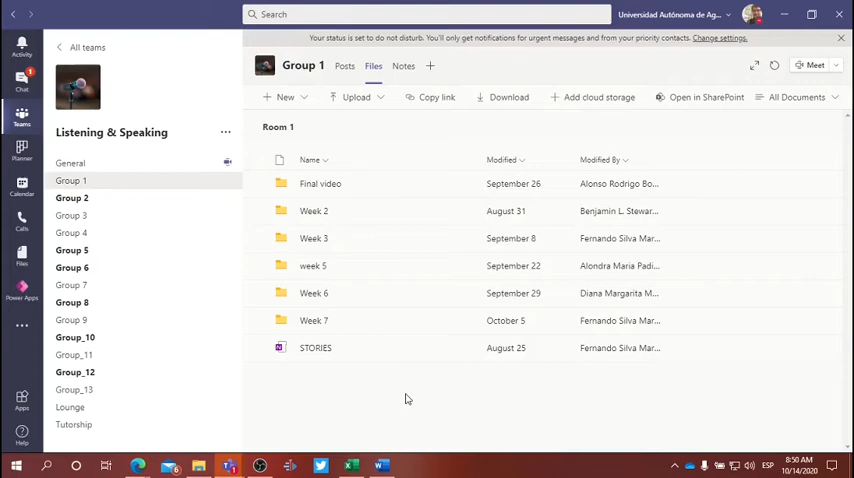 Search
Universidad Autónoma de Ag...
Your status is set to do not disturb. You'll only get notifications for urgent messages and from your priority contacts. Change settings.
Activity
Chat
1
Teams
Planner
Calendar
Calls
Files
Power Apps
Apps
Help
All teams
Listening & Speaking
General
Group 1
Group 2
Group 3
Group 4
Group 5
Group 6
Group 7
Group 8
Group 9
Group_10
Group_11
Group_12
Group_13
Lounge
Tutorship
Group 1 Posts Files Notes
Meet
New Upload Copy link Download Add cloud storage Open in SharePoint All Documents
Room 1
Name Modified Modified By
Final video September 26 Alonso Rodrigo Bo...
Week 2 August 31 Benjamin L. Stewar...
Week 3 September 8 Fernando Silva Mar...
week 5 September 22 Alondra Maria Padi...
Week 6 September 29 Diana Margarita M...
Week 7 October 5 Fernando Silva Mar...
STORIES August 25 Fernando Silva Mar...
6
1
ESP
8:50 AM
10/14/2020